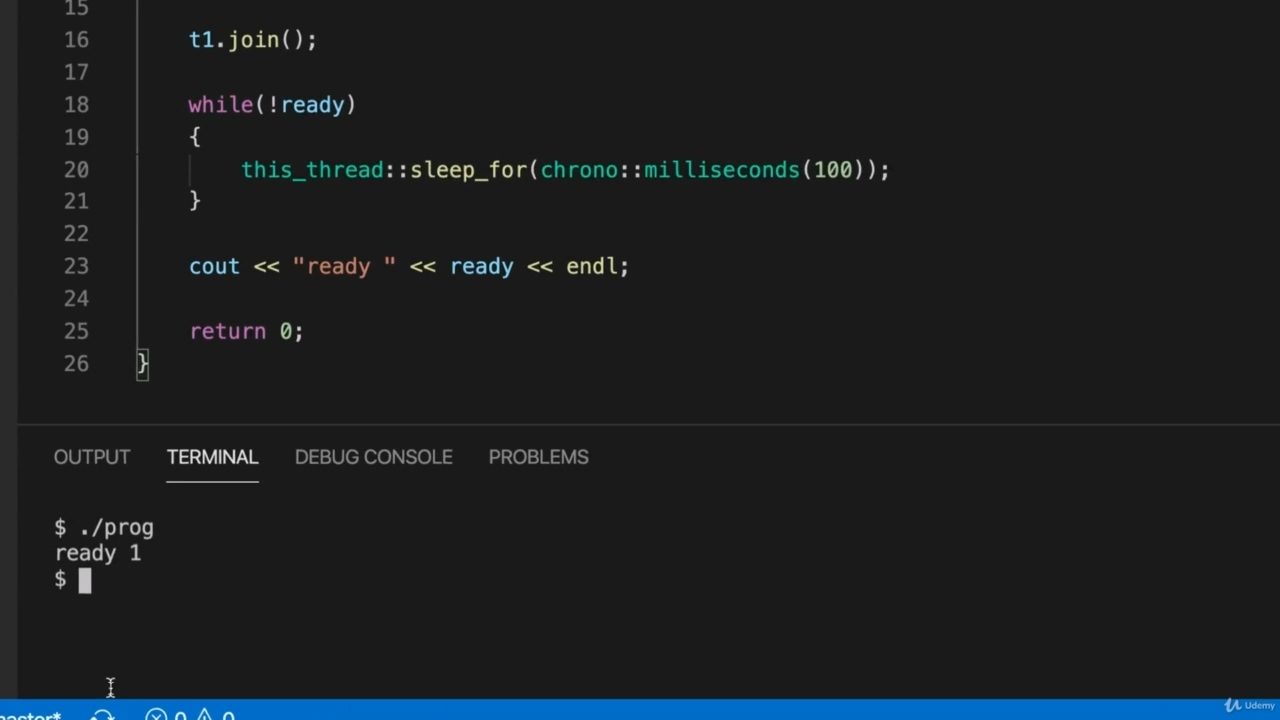 15
16 t1.join();
17
18 while(!ready)
19 {
20 this_thread::sleep_for(chrono::milliseconds(100));
21 }
22
23 cout << "ready " << ready << endl;
24
25 return 0;
26 }
OUTPUT TERMINAL DEBUG CONSOLE PROBLEMS
$ ./prog
ready 1
$
master* 0 0
Udemy